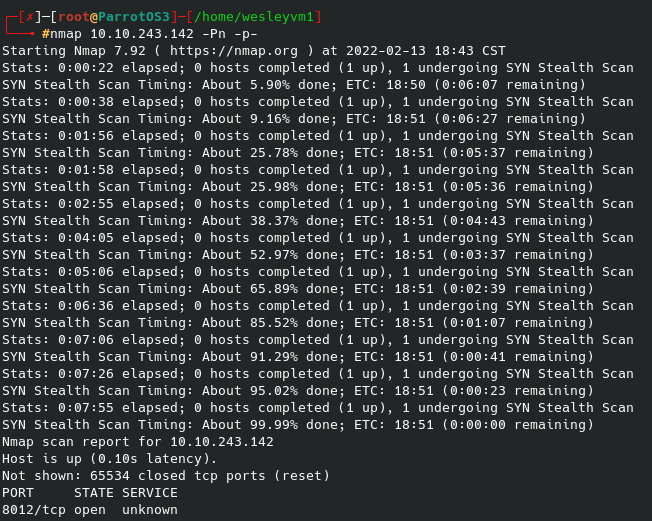 ┌─[✗]─[root@ParrotOS3]─[/home/wesleyvm1]
└──╼ #nmap 10.10.243.142 -Pn -p-
Starting Nmap 7.92 ( https://nmap.org ) at 2022-02-13 18:43 CST
Stats: 0:00:22 elapsed; 0 hosts completed (1 up), 1 undergoing SYN Stealth Scan
SYN Stealth Scan Timing: About 5.90% done; ETC: 18:50 (0:06:07 remaining)
Stats: 0:00:38 elapsed; 0 hosts completed (1 up), 1 undergoing SYN Stealth Scan
SYN Stealth Scan Timing: About 9.16% done; ETC: 18:51 (0:06:27 remaining)
Stats: 0:01:56 elapsed; 0 hosts completed (1 up), 1 undergoing SYN Stealth Scan
SYN Stealth Scan Timing: About 25.78% done; ETC: 18:51 (0:05:37 remaining)
Stats: 0:01:58 elapsed; 0 hosts completed (1 up), 1 undergoing SYN Stealth Scan
SYN Stealth Scan Timing: About 25.98% done; ETC: 18:51 (0:05:36 remaining)
Stats: 0:02:55 elapsed; 0 hosts completed (1 up), 1 undergoing SYN Stealth Scan
SYN Stealth Scan Timing: About 38.37% done; ETC: 18:51 (0:04:43 remaining)
Stats: 0:04:05 elapsed; 0 hosts completed (1 up), 1 undergoing SYN Stealth Scan
SYN Stealth Scan Timing: About 52.97% done; ETC: 18:51 (0:03:37 remaining)
Stats: 0:05:06 elapsed; 0 hosts completed (1 up), 1 undergoing SYN Stealth Scan
SYN Stealth Scan Timing: About 65.89% done; ETC: 18:51 (0:02:39 remaining)
Stats: 0:06:36 elapsed; 0 hosts completed (1 up), 1 undergoing SYN Stealth Scan
SYN Stealth Scan Timing: About 85.52% done; ETC: 18:51 (0:01:07 remaining)
Stats: 0:07:06 elapsed; 0 hosts completed (1 up), 1 undergoing SYN Stealth Scan
SYN Stealth Scan Timing: About 91.29% done; ETC: 18:51 (0:00:41 remaining)
Stats: 0:07:26 elapsed; 0 hosts completed (1 up), 1 undergoing SYN Stealth Scan
SYN Stealth Scan Timing: About 95.02% done; ETC: 18:51 (0:00:23 remaining)
Stats: 0:07:55 elapsed; 0 hosts completed (1 up), 1 undergoing SYN Stealth Scan
SYN Stealth Scan Timing: About 99.99% done; ETC: 18:51 (0:00:00 remaining)
Nmap scan report for 10.10.243.142
Host is up (0.10s latency).
Not shown: 65534 closed tcp ports (reset)
PORT     STATE SERVICE
8012/tcp open  unknown